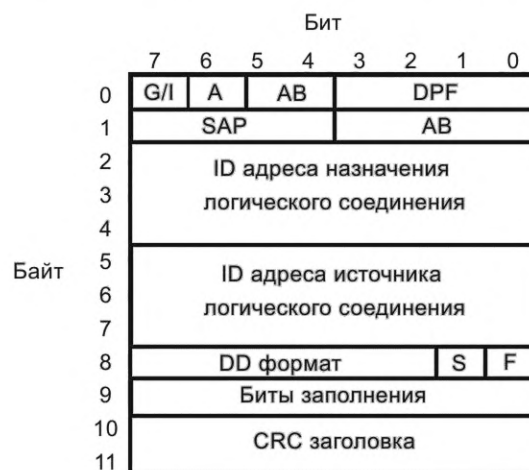 Бит
7 6 5 4 3 2 1 0
0 G/I A AB DPF
1 SAP AB
2 ID адреса назначения
3 логического соединения
4
Байт
5 ID адреса источника
6
7 логического соединения
8 DD формат S F
9 Биты заполнения
10 CRC заголовка
11